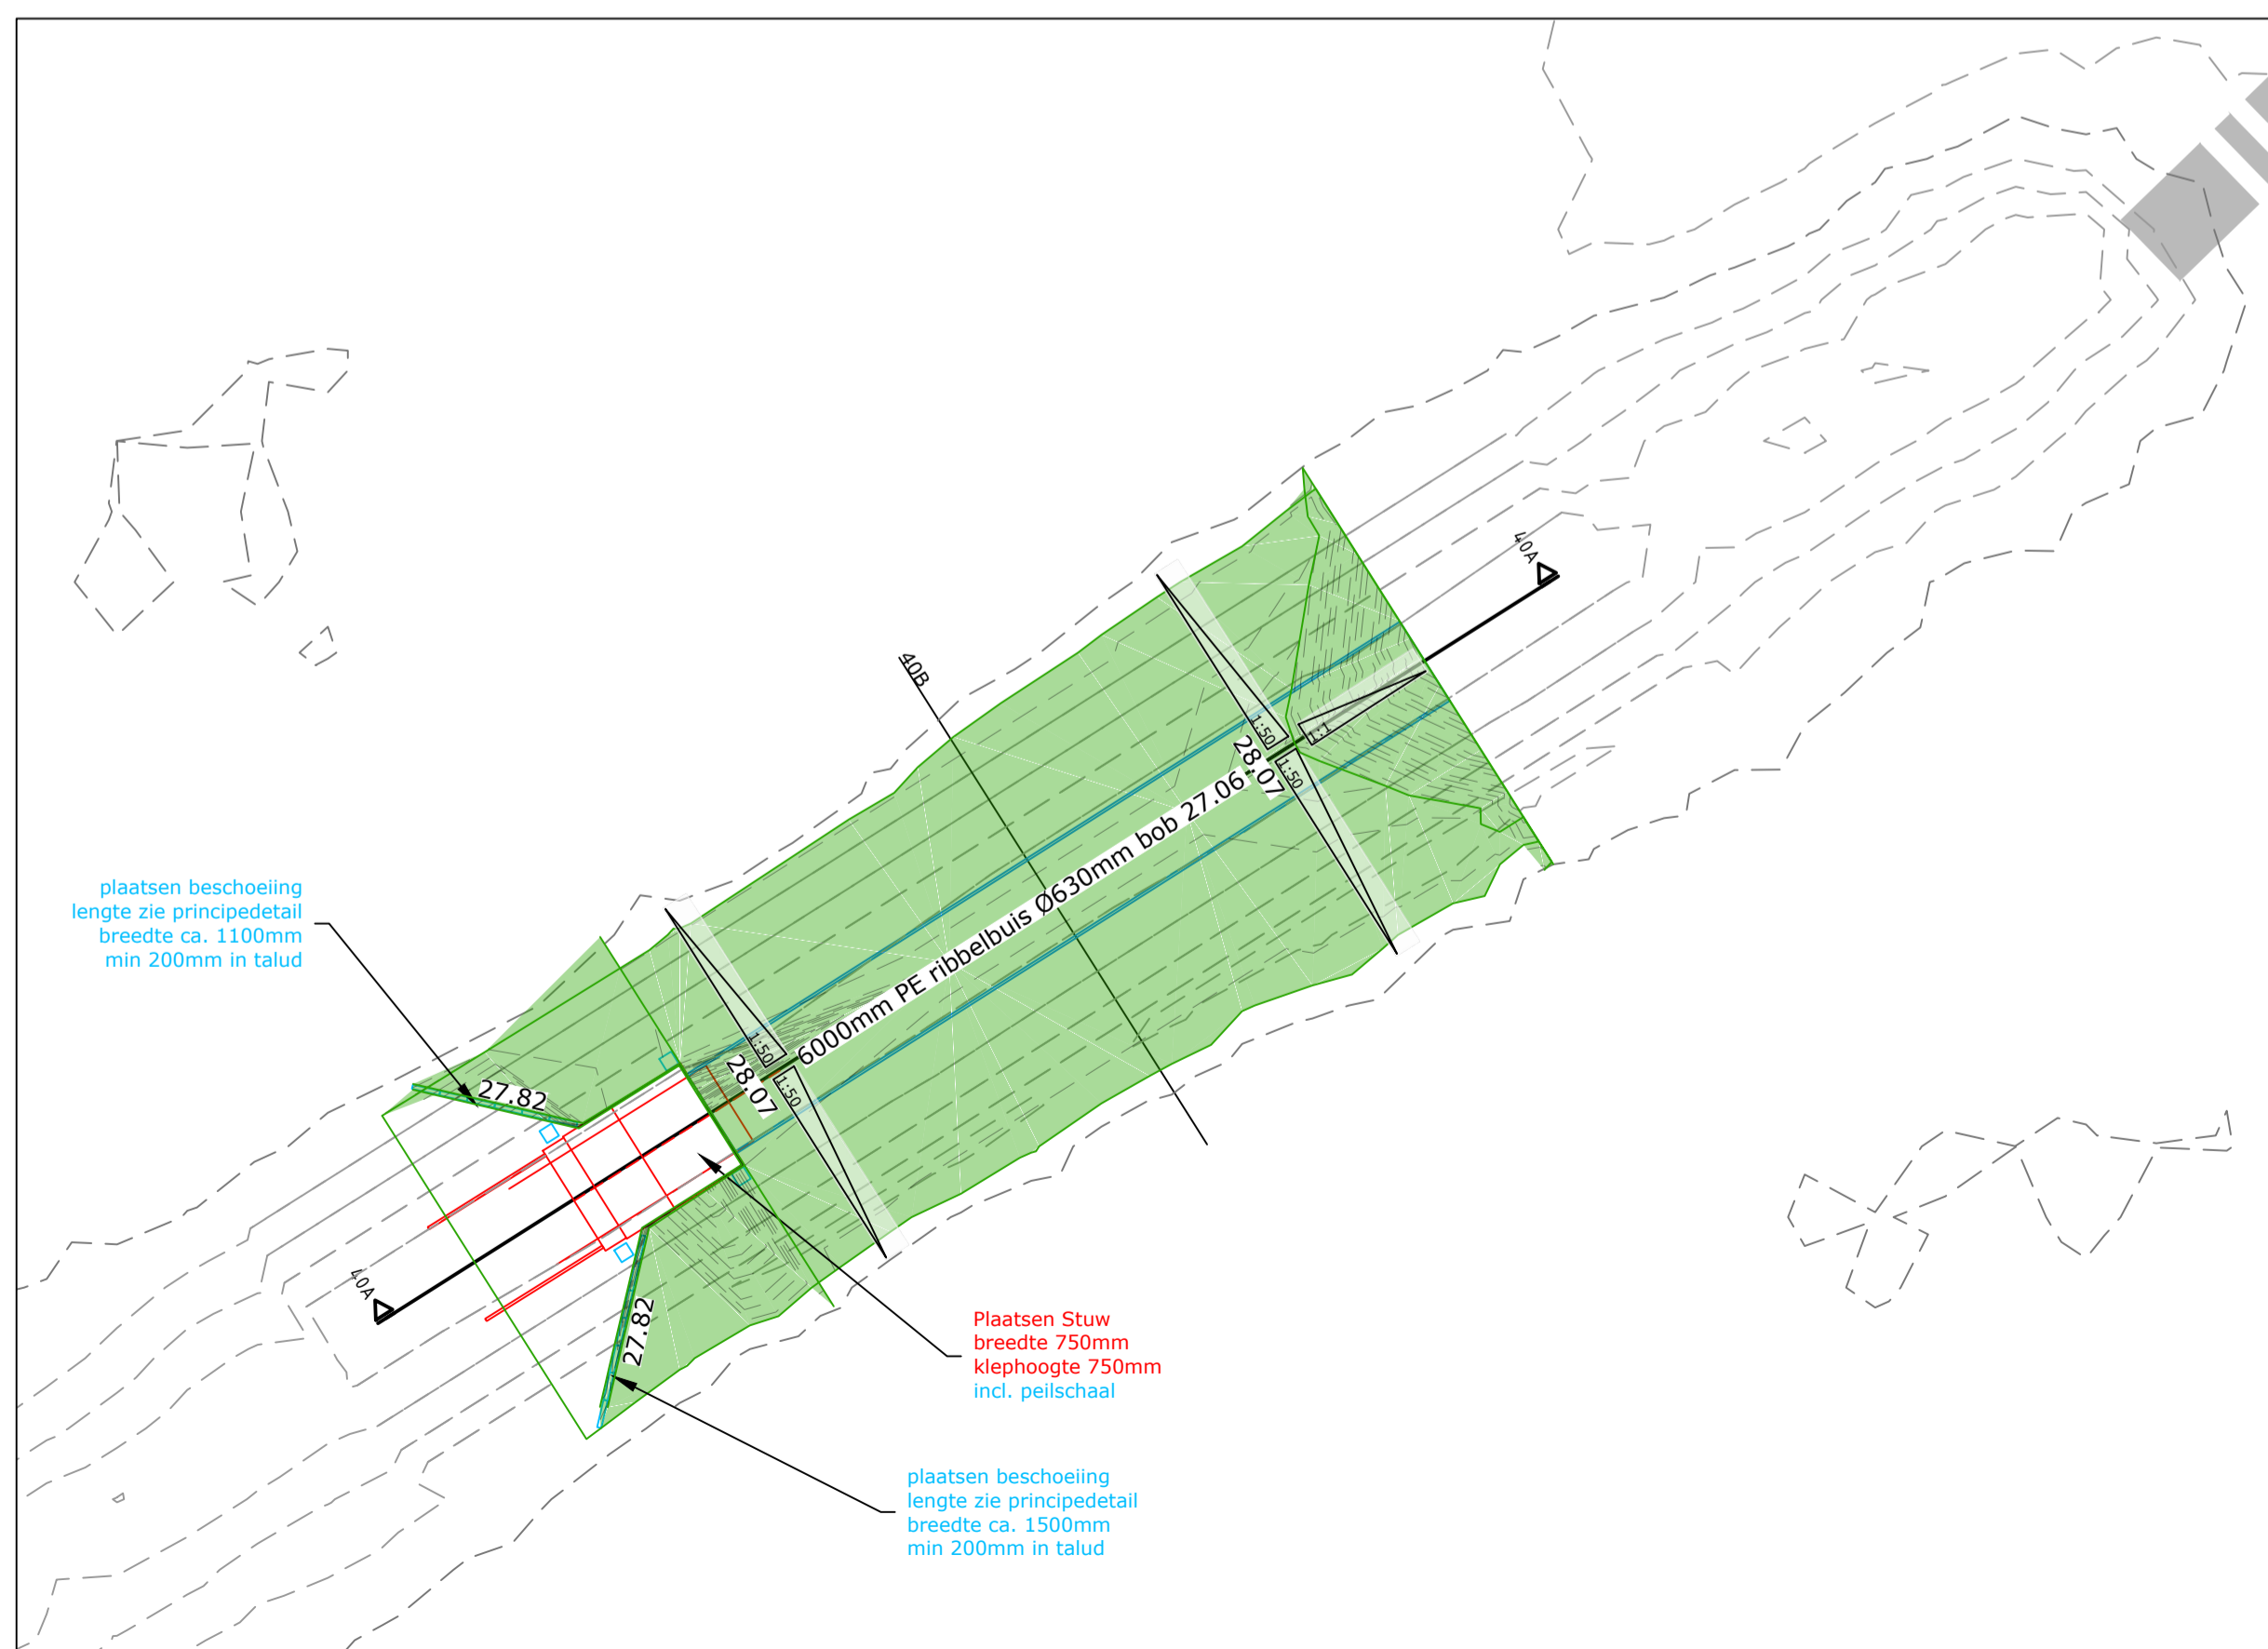 40A
40B
1:50
1:1
28.07
1:50
6000mm PE ribbelbuis Ø630mm bob 27.06
plaatsen beschoeiing
lengte zie principedetail
breedte ca. 1100mm
min 200mm in talud
1:50
28.07
1:50
27.82
40A
27.82
Plaatsen Stuw
breedte 750mm
klephoogte 750mm
incl. peilschaal
plaatsen beschoeiing
lengte zie principedetail
breedte ca. 1500mm
min 200mm in talud